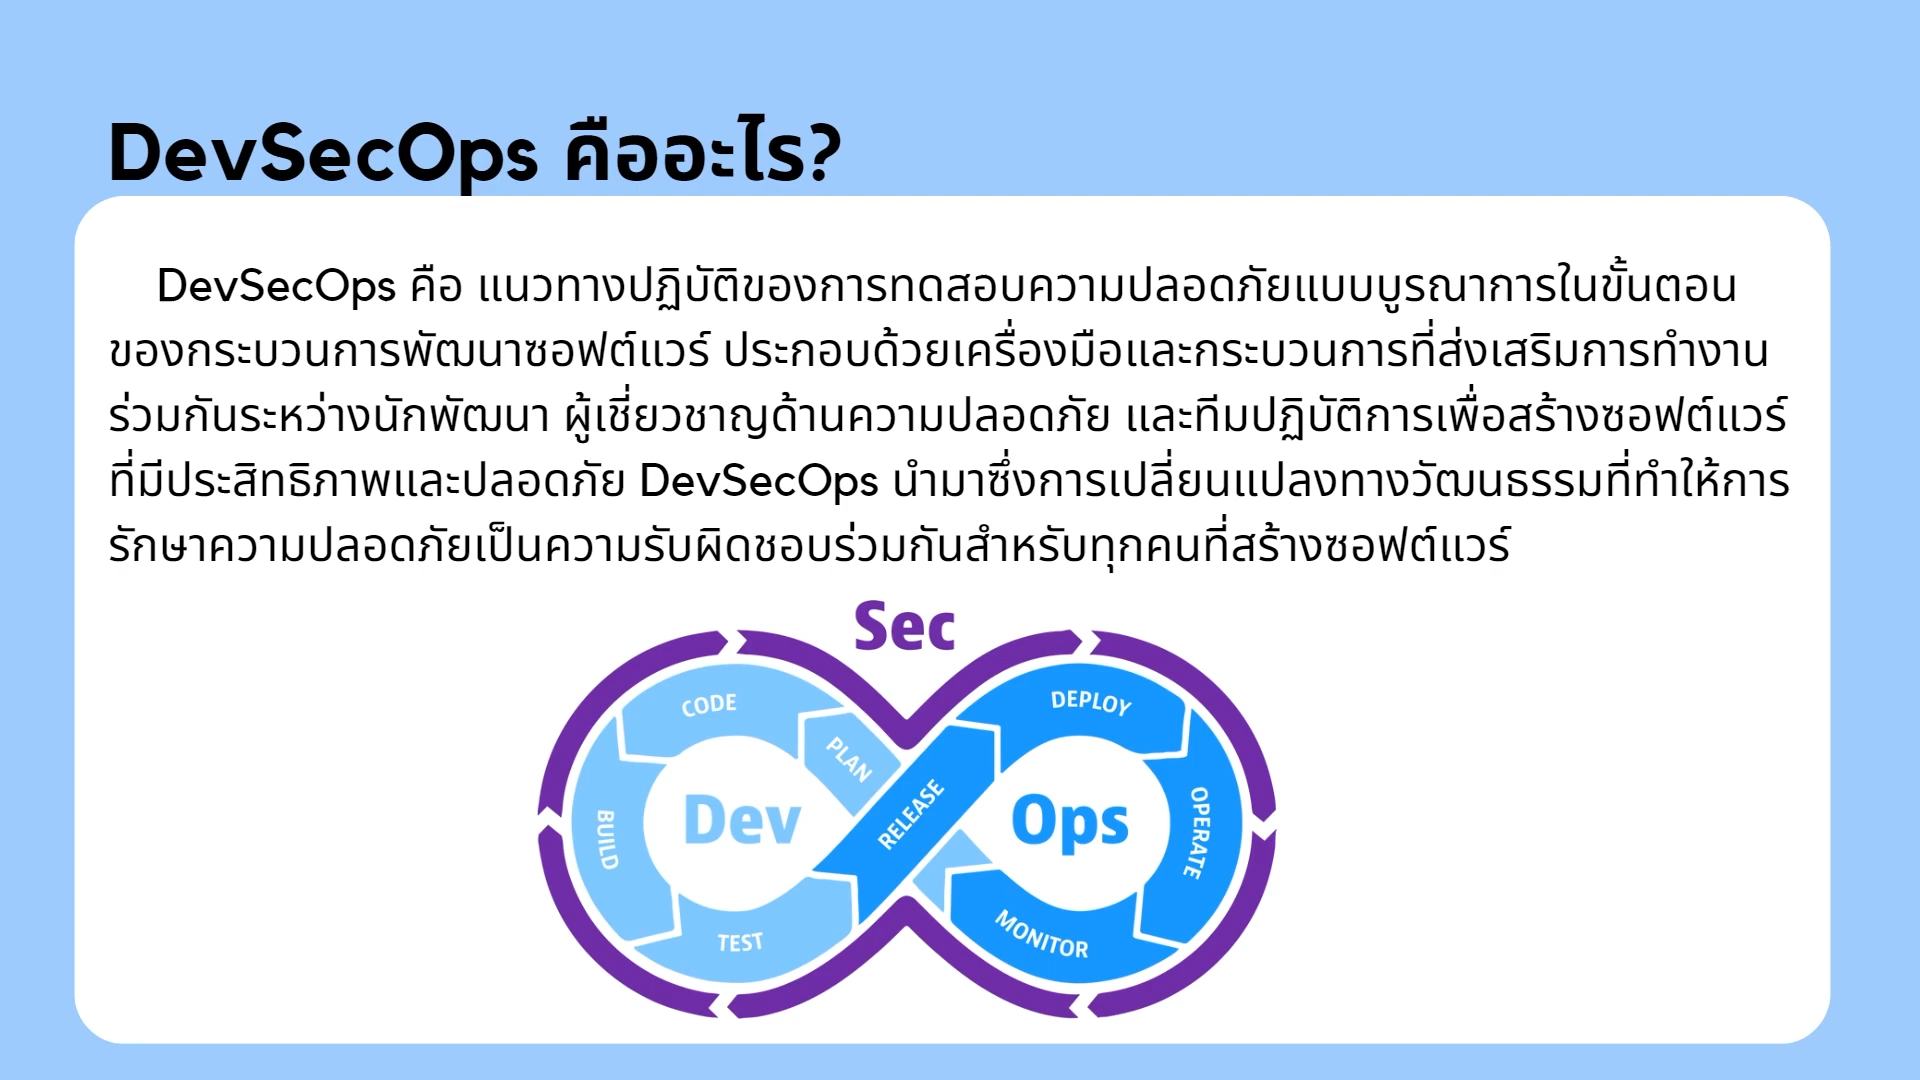 DevSecOps คืออะไร?
DevSecOps คือ แนวทางปฏิบัติของการทดสอบความปลอดภัยแบบบูรณาการในขั้นตอน
ของกระบวนการพัฒนาซอฟต์แวร์ ประกอบด้วยเครื่องมือและกระบวนการที่ส่งเสริมการทำงาน
ร่วมกันระหว่างนักพัฒนา ผู้เชี่ยวชาญด้านความปลอดภัย และทีมปฏิบัติการเพื่อสร้างซอฟต์แวร์
ที่มีประสิทธิภาพและปลอดภัย DevSecOps นำมาซึ่งการเปลี่ยนแปลงทางวัฒนธรรมที่ทำให้การ
รักษาความปลอดภัยเป็นความรับผิดชอบร่วมกันสำหรับทุกคนที่สร้างซอฟต์แวร์
Sec
CODE
PLAN
BUILD
Dev
TEST
RELEASE
DEPLOY
Ops
OPERATE
MONITOR